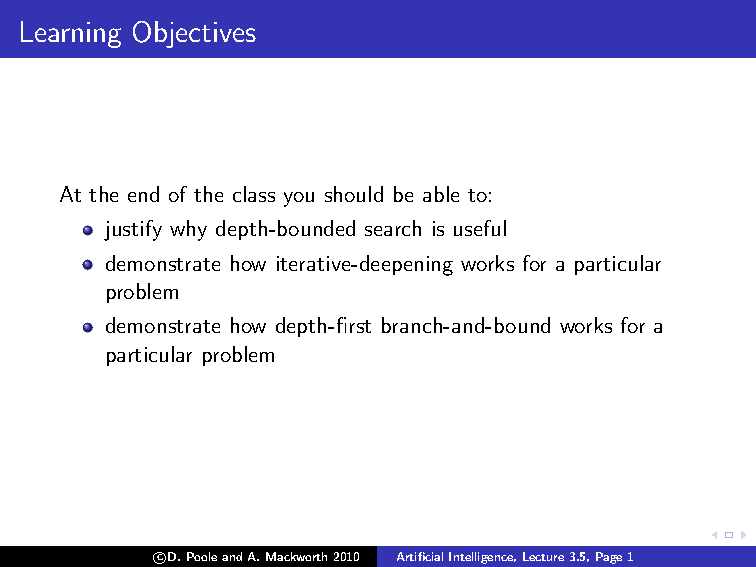 Learning Objectives
At the end of the class you should be able to:
justify why depth-bounded search is useful
demonstrate how iterative-deepening works for a particular
problem
demonstrate how depth-first branch-and-bound works for a
particular problem
©D. Poole and A. Mackworth 2010 Artificial Intelligence, Lecture 3.5, Page 1